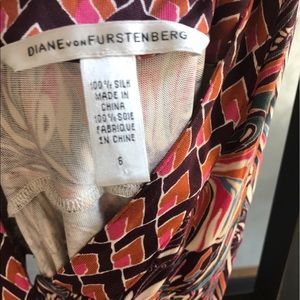 DIANE VON FURSTENBERG
100% SILK
MADE IN
CHINA
100% SOIE
FABRIQUE
EN CHINE
6